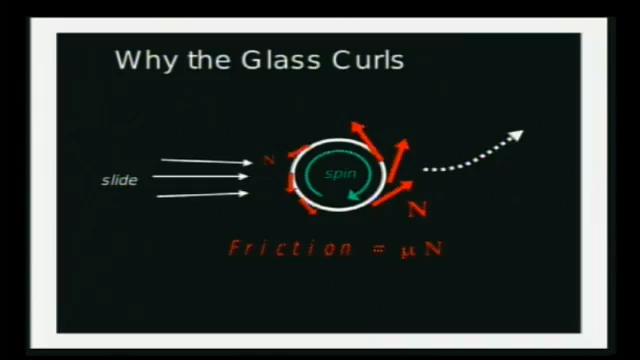 Why the Glass Curls
N
slide
spin
N
Friction = μN